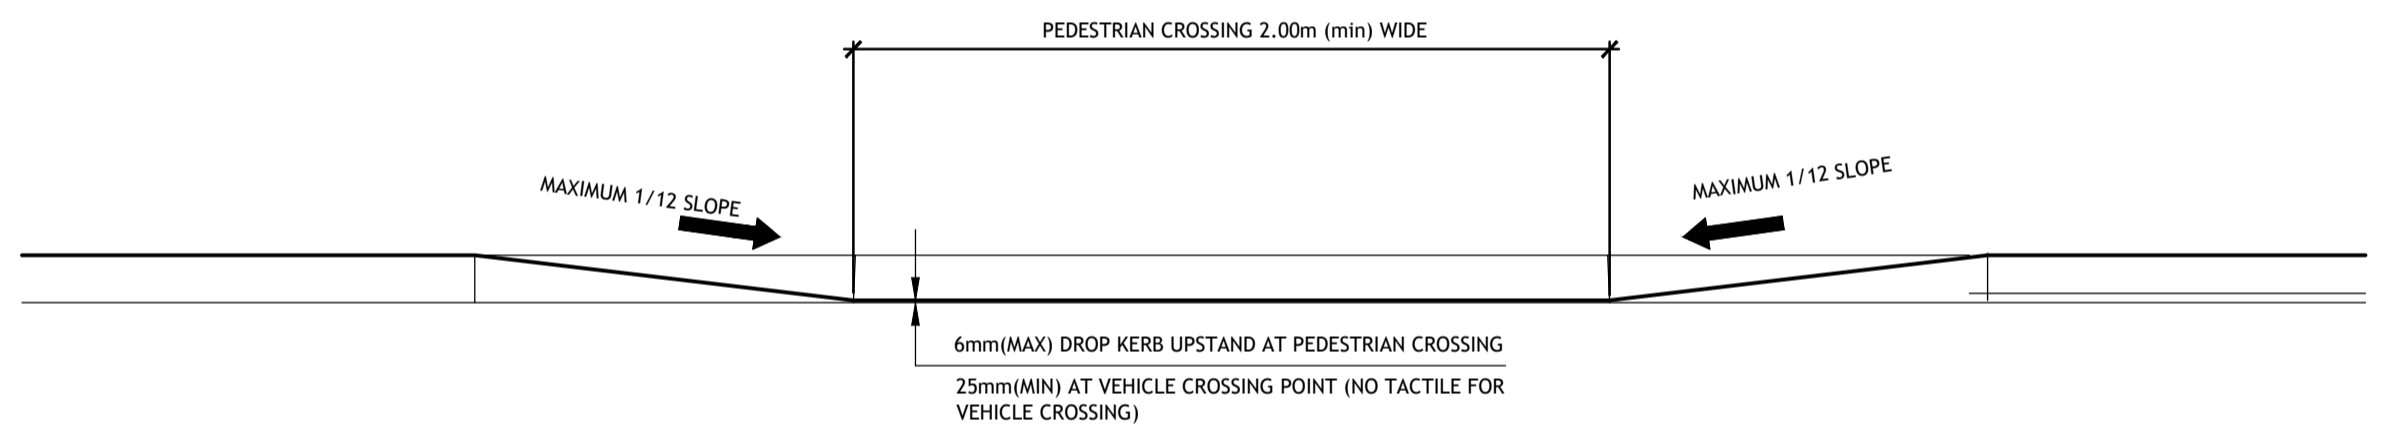 PEDESTRIAN CROSSING 2.00m (min) WIDE
MAXIMUM 1/12 SLOPE
MAXIMUM 1/12 SLOPE
6mm(MAX) DROP KERB UPSTAND AT PEDESTRIAN CROSSING
25mm(MIN) AT VEHICLE CROSSING POINT (NO TACTILE FOR
VEHICLE CROSSING)